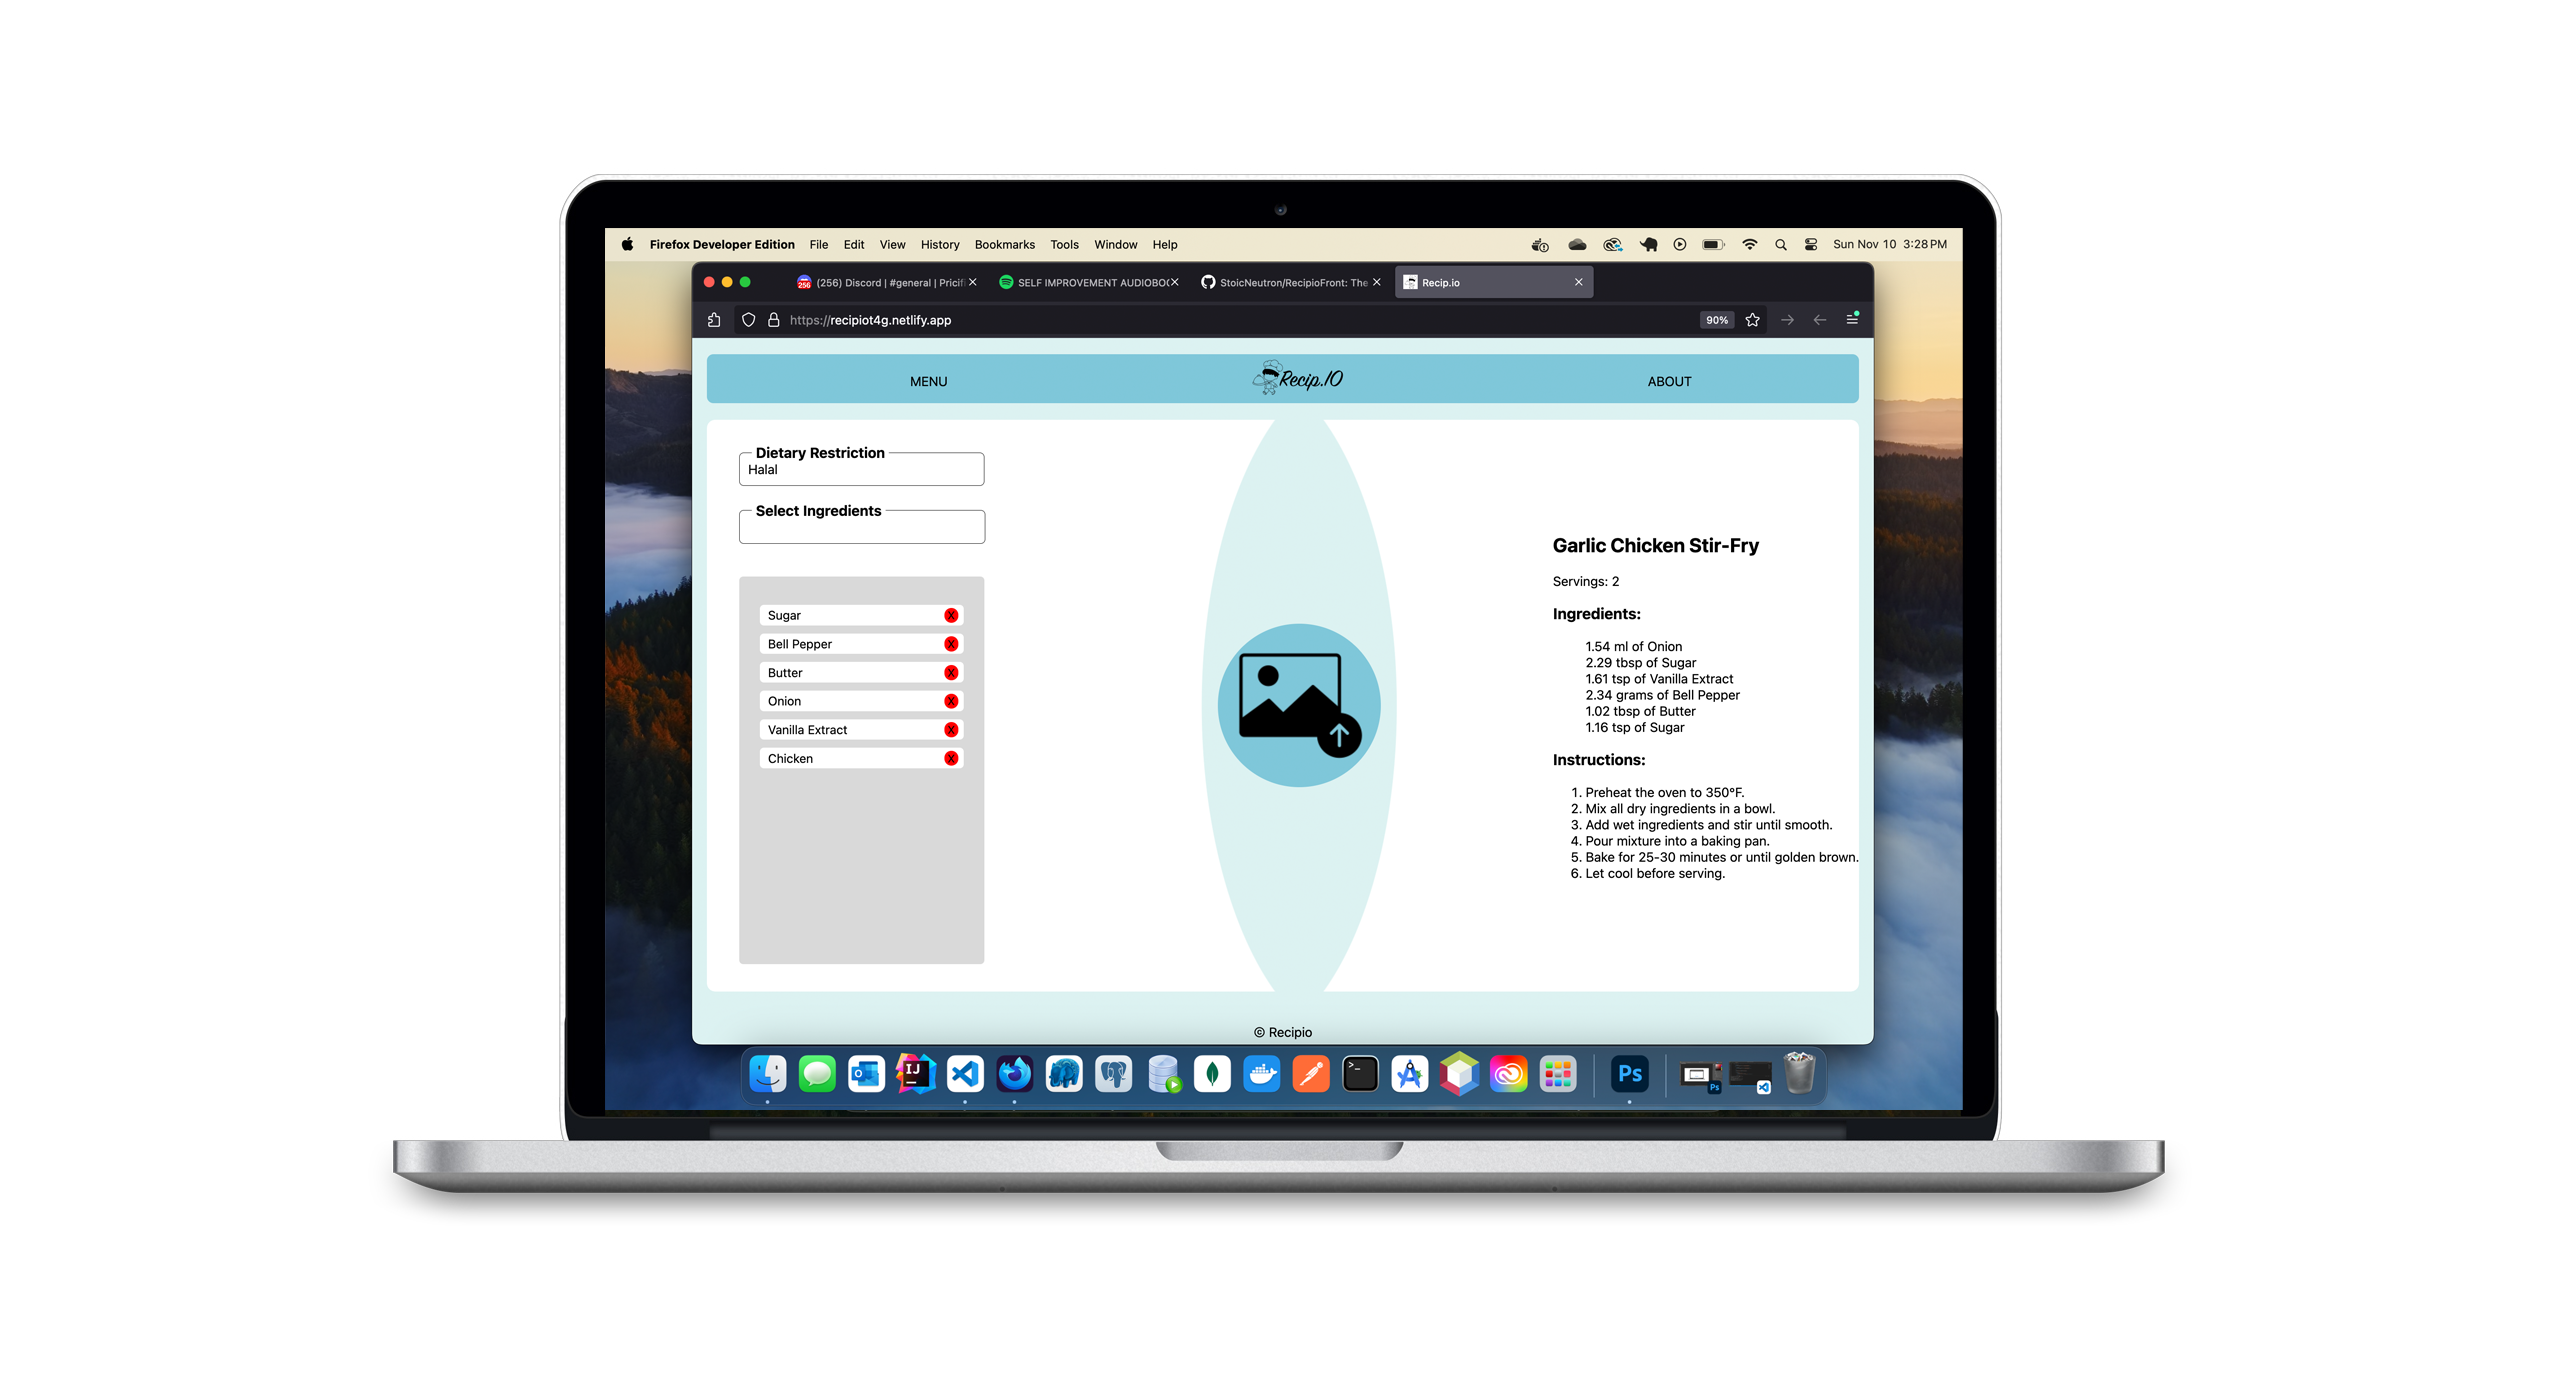 Firefox Developer Edition File Edit View History Bookmarks Tools Window Help Sun Nov 10 3:28 PM
256 (256) Discord | #general | Pricif SELF IMPROVEMENT AUDIOBOO StoicNeutron/RecipioFront: The Recip.io
https://recipiot4g.netlify.app 90%
MENU Recip.IO ABOUT
Dietary Restriction
Halal
Select Ingredients
Sugar X
Bell Pepper X
Butter X
Onion X
Vanilla Extract X
Chicken X
Garlic Chicken Stir-Fry
Servings: 2
Ingredients:
1.54 ml of Onion
2.29 tbsp of Sugar
1.61 tsp of Vanilla Extract
2.34 grams of Bell Pepper
1.02 tbsp of Butter
1.16 tsp of Sugar
Instructions:
1. Preheat the oven to 350°F.
2. Mix all dry ingredients in a bowl.
3. Add wet ingredients and stir until smooth.
4. Pour mixture into a baking pan.
5. Bake for 25-30 minutes or until golden brown.
6. Let cool before serving.
© Recipio
O IJ >_ Ps Ps